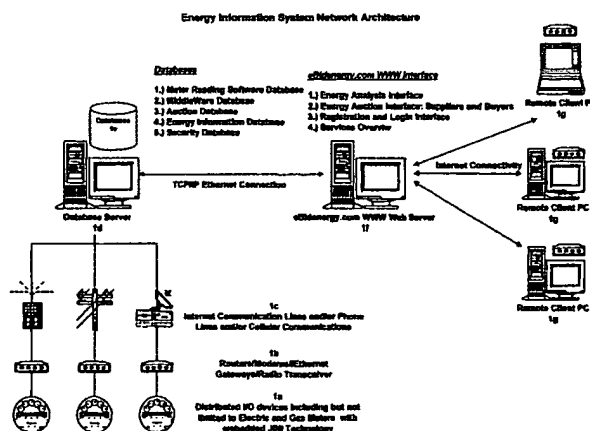 Energy Information System Network Architecture
Databases
1.) Meter Reading Software Database
2.) MiddleWare Database
3.) Auction Database
4.) Energy Information Database
5.) Security Database
eBidenergy.com WWW Interface
1.) Energy Analysis Interface
2.) Energy Auction Interface: Suppliers and Buyers
3.) Registration and Login Interface
4.) Services Overview
Databases
Remote Client P
1g
TCP/IP Ethernet Connection
Internet Connectivity
Database Server
1d
eBidenergy.com WWW Web Server
1f
Remote Client PC
1g
Remote Client PC
1g
1c
Internet Communication Lines and/or Phone
Lines and/or Cellular Communications
1b
Routers/Modems/Ethernet
Gateways/Radio Transceiver
1a
Distributed I/O devices including but not
limited to Electric and Gas Meters with
embedded Technology